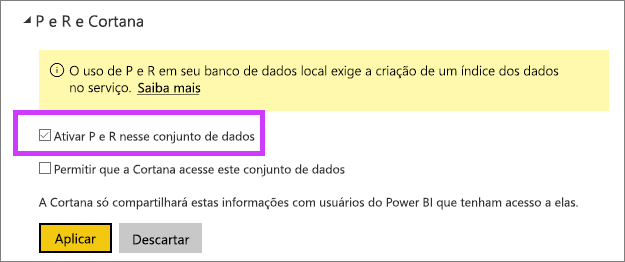 P e R e Cortana
O uso de P e R em seu banco de dados local exige a criação de um índice dos dados
no serviço. Saiba mais
Ativar P e R nesse conjunto de dados
Permitir que a Cortana acesse este conjunto de dados
A Cortana só compartilhará estas informações com usuários do Power BI que tenham acesso a elas.
Aplicar Descartar